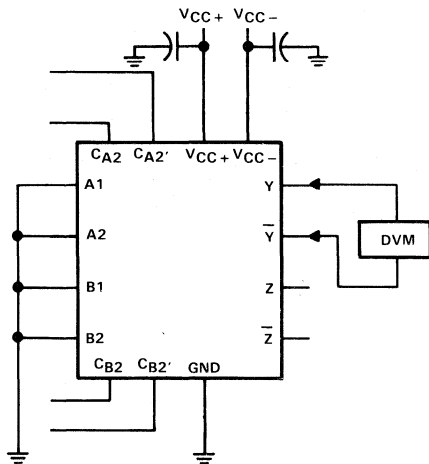 VCC+ VCC−
CA2 CA2' VCC+ VCC−
A1 Y
A2 Y̅ DVM
B1 Z
B2 Z̅
CB2 CB2' GND